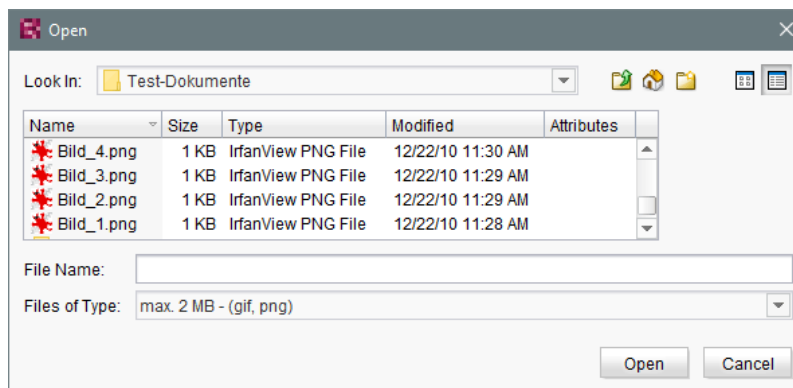 Open
Look In: Test-Dokumente
Name Size Type Modified Attributes
Bild_4.png 1 KB IrfanView PNG File 12/22/10 11:30 AM
Bild_3.png 1 KB IrfanView PNG File 12/22/10 11:29 AM
Bild_2.png 1 KB IrfanView PNG File 12/22/10 11:29 AM
Bild_1.png 1 KB IrfanView PNG File 12/22/10 11:28 AM
File Name:
Files of Type: max. 2 MB - (gif, png)
Open Cancel